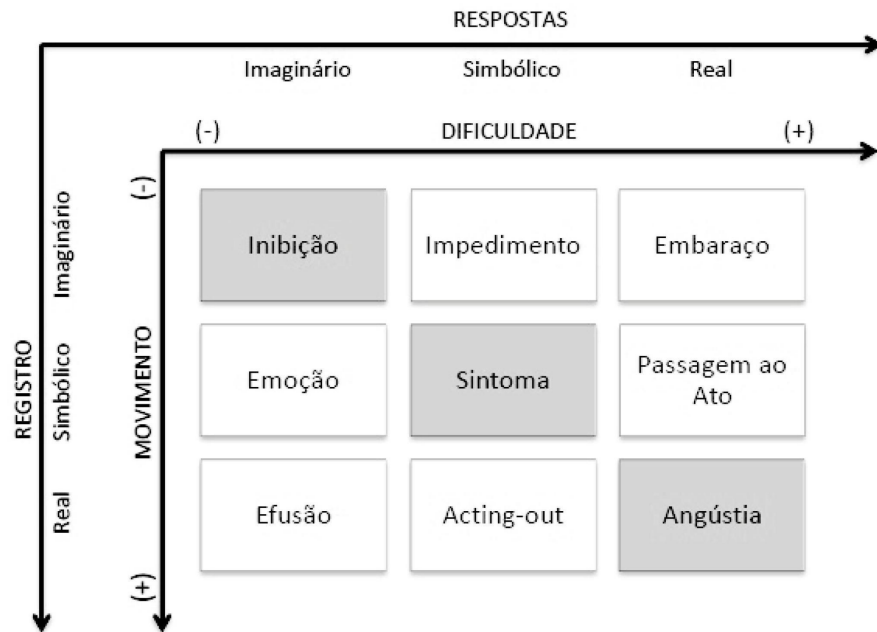 RESPOSTAS
Imaginário Simbólico Real
(-) DIFICULDADE (+)
REGISTRO
Imaginário
Simbólico
Real
(-)
MOVIMENTO
(+)
Inibição Impedimento Embaraço
Emoção Sintoma Passagem ao
Ato
Efusão Acting-out Angústia